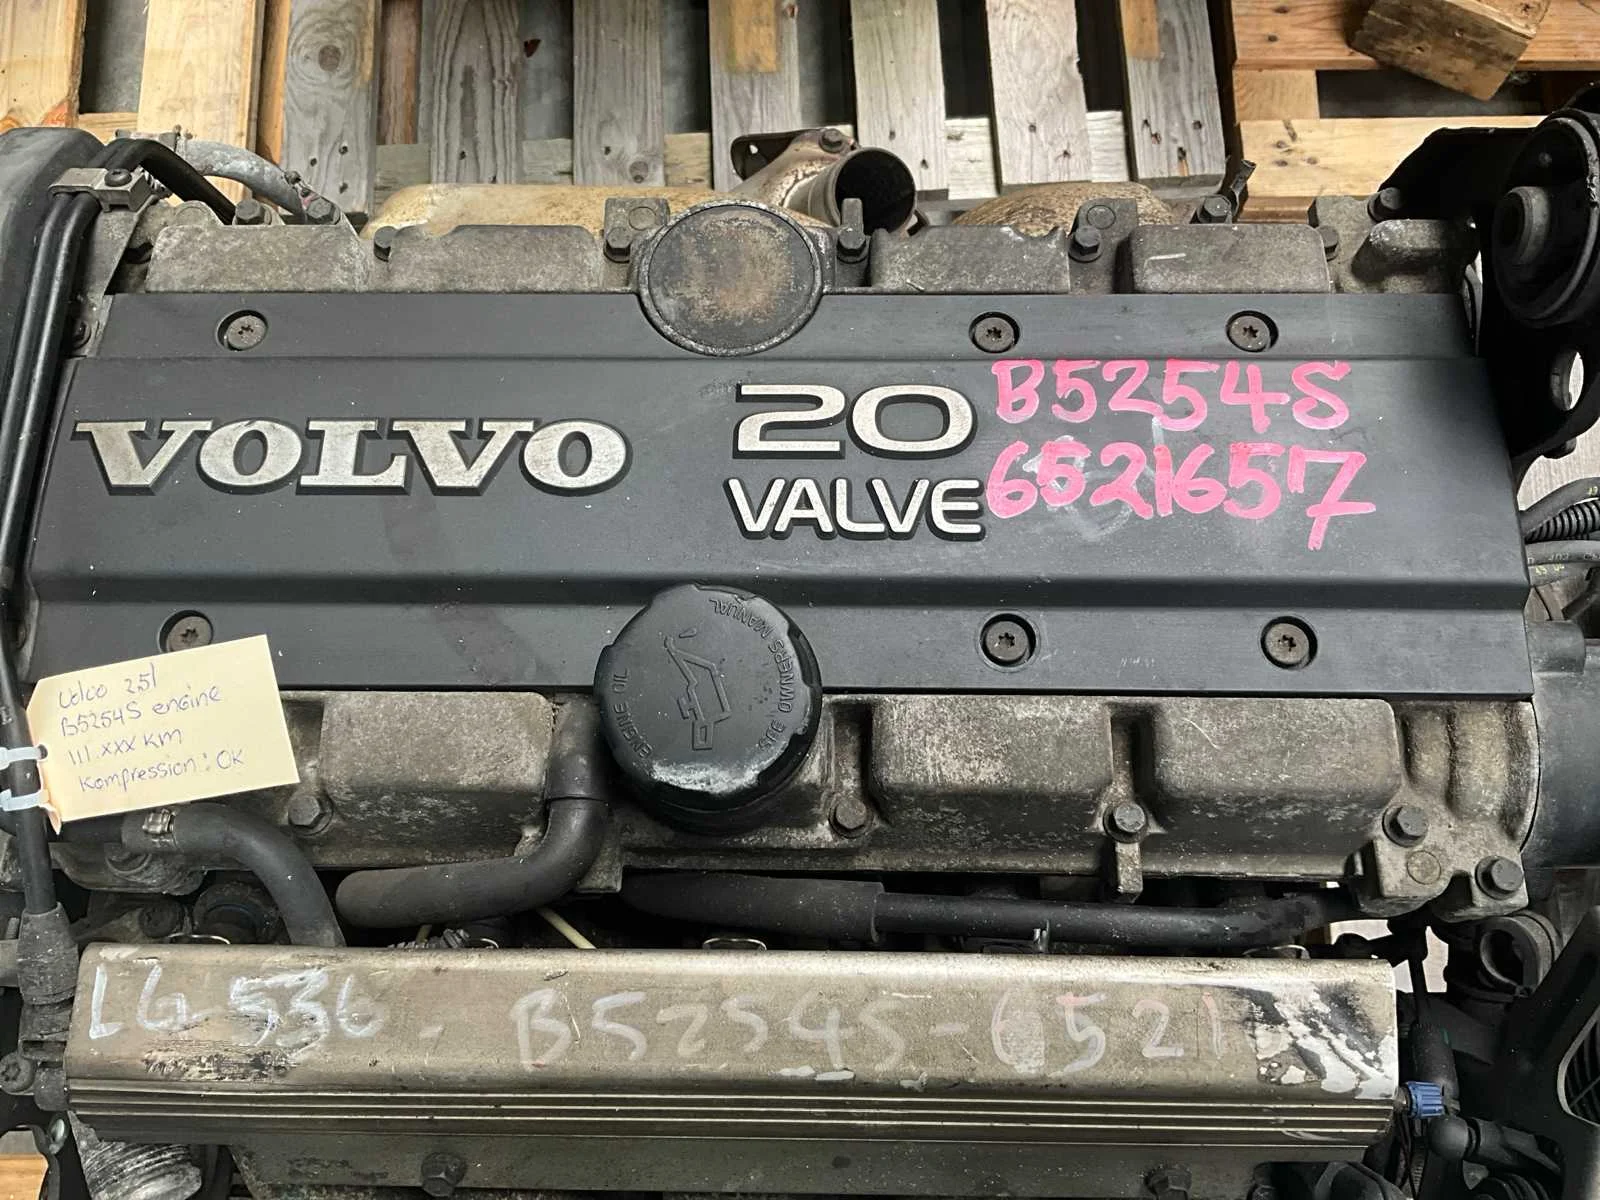 VOLVO
20
VALVE
B5254S
6521657
Volvo 2.5l
B5254S engine
111.xxx km
Kompression: OK
ENGINE OIL
SEE OWNERS MANUAL
LG 536 - B5254S-6521